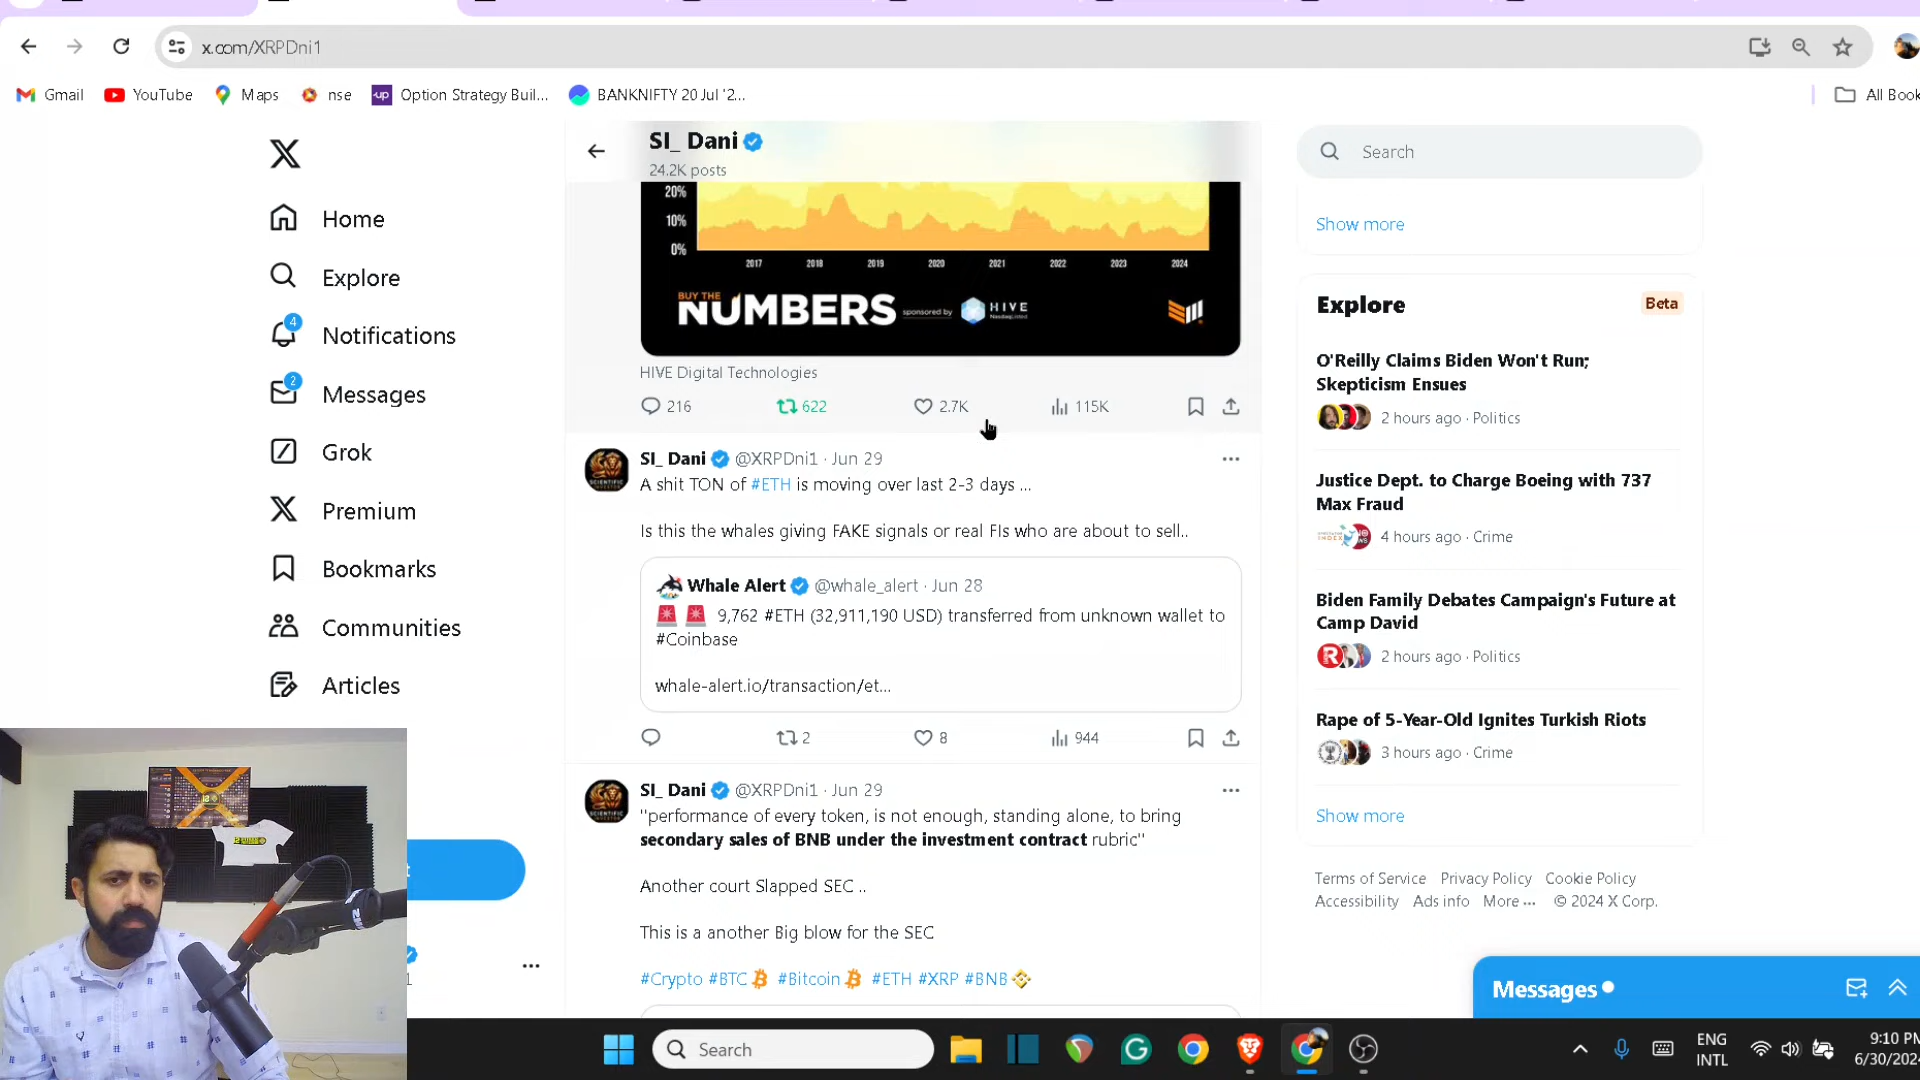 x.com/XRPDni1
Gmail YouTube Maps nse Option Strategy Buil... BANKNIFTY 20 Jul '2... All Book
SI_ Dani
24.2K posts
Search
Home
Explore
4
Notifications
2
Messages
Grok
Premium
Bookmarks
Communities
Articles
20%
10%
0%
2017 2018 2019 2020 2021 2022 2023 2024
BUY THE
NUMBERS sponsored by HIVE
HIVE Digital Technologies
216 622 2.7K 115K
SI_ Dani @XRPDni1 · Jun 29
A shit TON of #ETH is moving over last 2-3 days ...
Is this the whales giving FAKE signals or real FIs who are about to sell..
Whale Alert @whale_alert · Jun 28
9,762 #ETH (32,911,190 USD) transferred from unknown wallet to
#Coinbase
whale-alert.io/transaction/et...
2 8 944
SI_ Dani @XRPDni1 · Jun 29
"performance of every token, is not enough, standing alone, to bring
secondary sales of BNB under the investment contract rubric"
Another court Slapped SEC ..
This is a another Big blow for the SEC
#Crypto #BTC #Bitcoin #ETH #XRP #BNB
Show more
Explore
Beta
O'Reilly Claims Biden Won't Run;
Skepticism Ensues
2 hours ago · Politics
Justice Dept. to Charge Boeing with 737
Max Fraud
4 hours ago · Crime
Biden Family Debates Campaign's Future at
Camp David
2 hours ago · Politics
Rape of 5-Year-Old Ignites Turkish Riots
3 hours ago · Crime
Show more
Terms of Service Privacy Policy Cookie Policy
Accessibility Ads info More ··· © 2024 X Corp.
Messages
Search
ENG
INTL
9:10 PM
6/30/2024